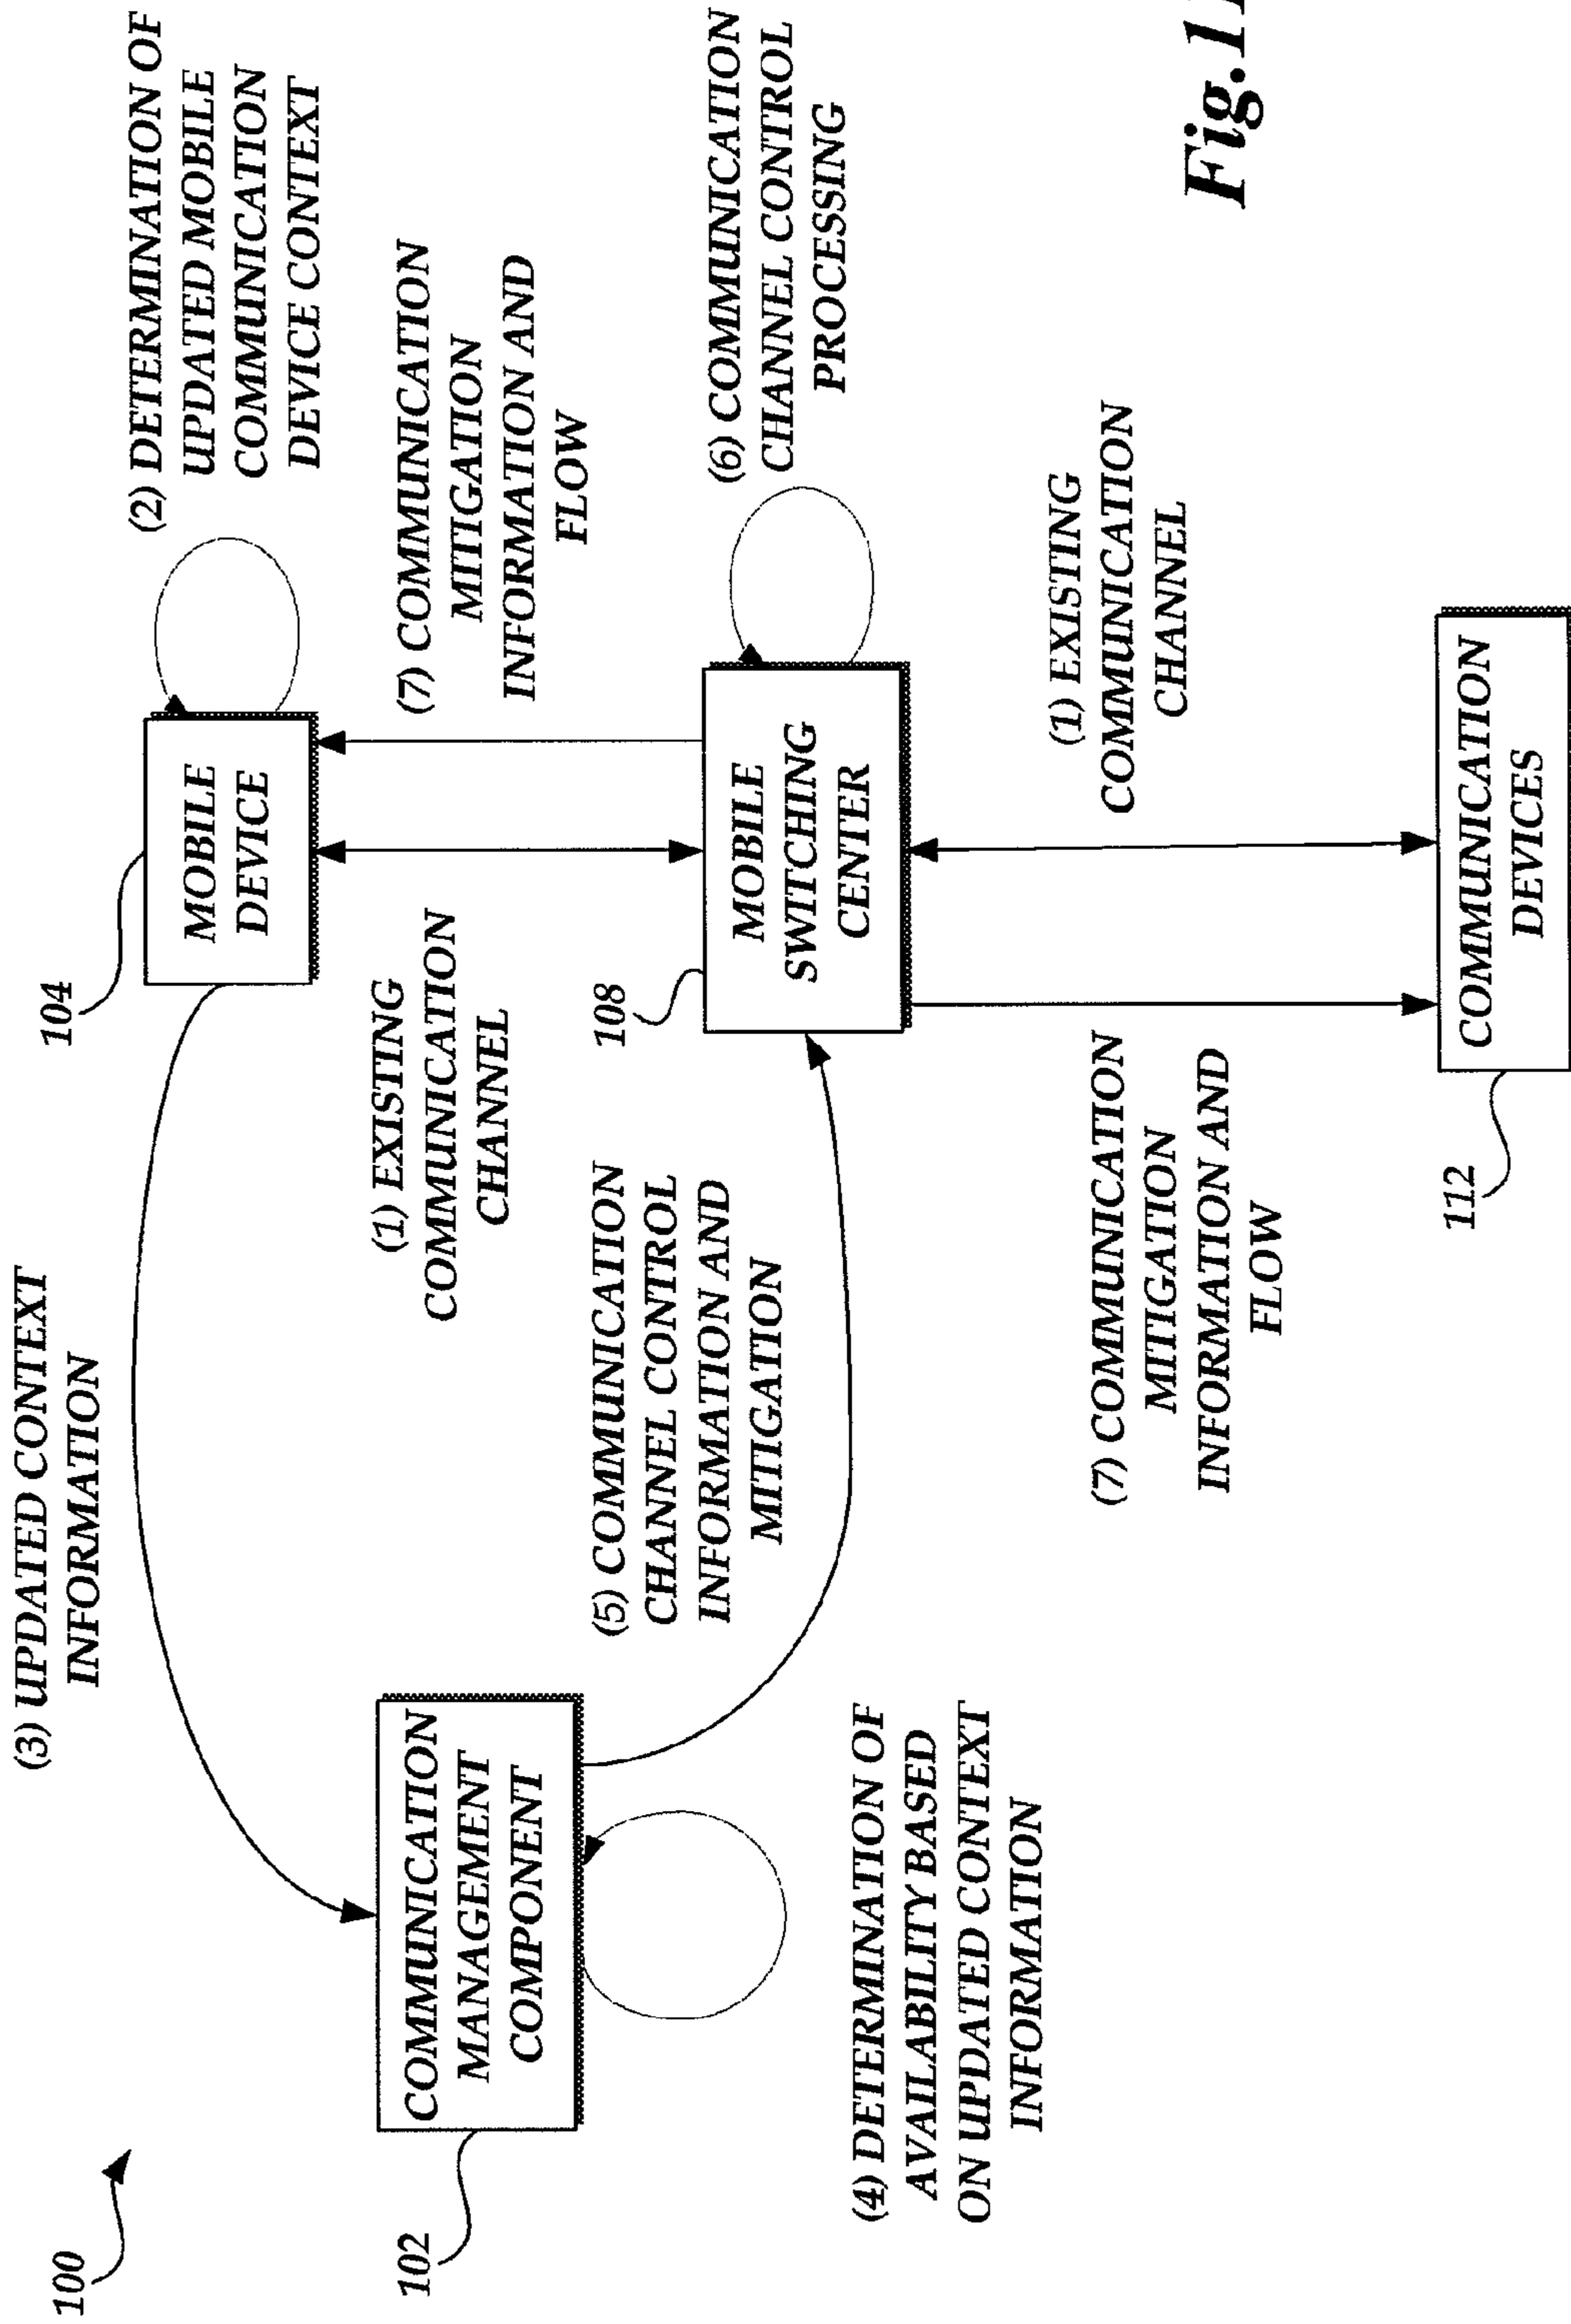 100
(3) UPDATED CONTEXT
INFORMATION
104
MOBILE
DEVICE
(2) DETERMINATION OF
UPDATED MOBILE
COMMUNICATION
DEVICE CONTEXT
102
COMMUNICATION
MANAGEMENT
COMPONENT
(1) EXISTING
COMMUNICATION
CHANNEL
(7) COMMUNICATION
MITIGATION
INFORMATION AND
FLOW
(5) COMMUNICATION
CHANNEL CONTROL
INFORMATION AND
MITIGATION
108
MOBILE
SWITCHING
CENTER
(6) COMMUNICATION
CHANNEL CONTROL
PROCESSING
(4) DETERMINATION OF
AVAILABILITY BASED
ON UPDATED CONTEXT
INFORMATION
(7) COMMUNICATION
MITIGATION
INFORMATION AND
FLOW
(1) EXISTING
COMMUNICATION
CHANNEL
112
COMMUNICATION
DEVICES
Fig.11